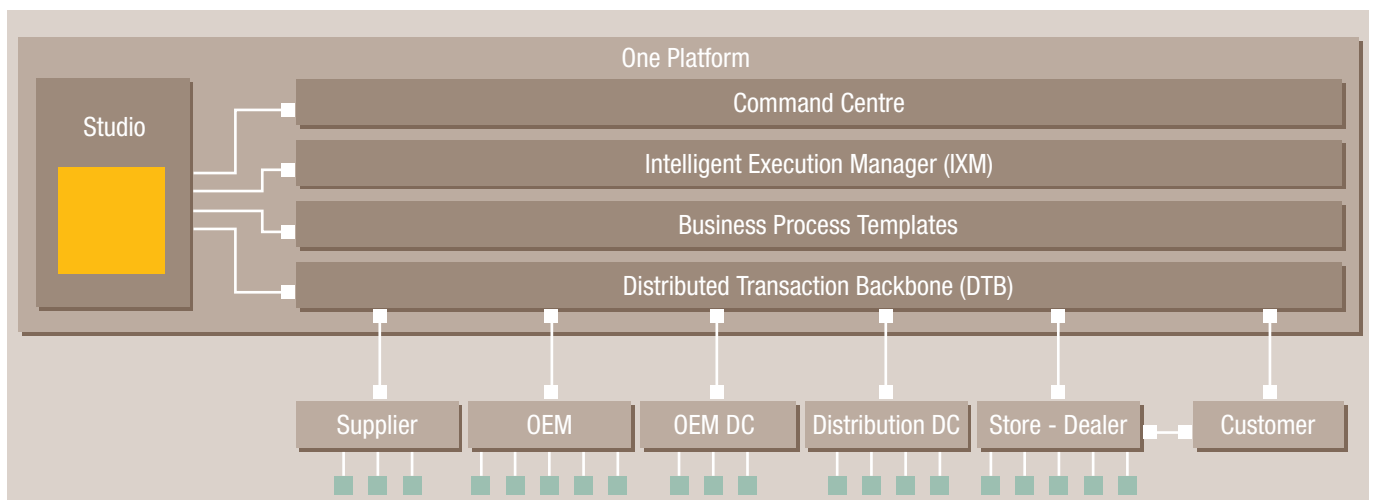 One Platform
Studio
Command Centre
Intelligent Execution Manager (IXM)
Business Process Templates
Distributed Transaction Backbone (DTB)
Supplier
OEM
OEM DC
Distribution DC
Store - Dealer
Customer